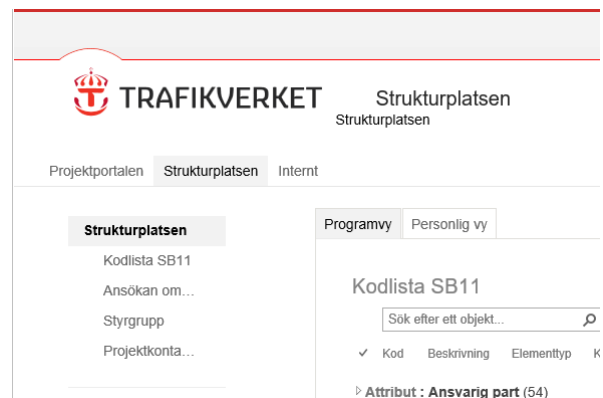 TRAFIKVERKET
Strukturplatsen
Strukturplatsen
Projektportalen Strukturplatsen Internt
Strukturplatsen
Kodlista SB11
Ansökan om...
Styrgrupp
Projektkonta...
Programvy Personlig vy
Kodlista SB11
Sök efter ett objekt...
Kod Beskrivning Elementtyp K
Attribut : Ansvarig part (54)